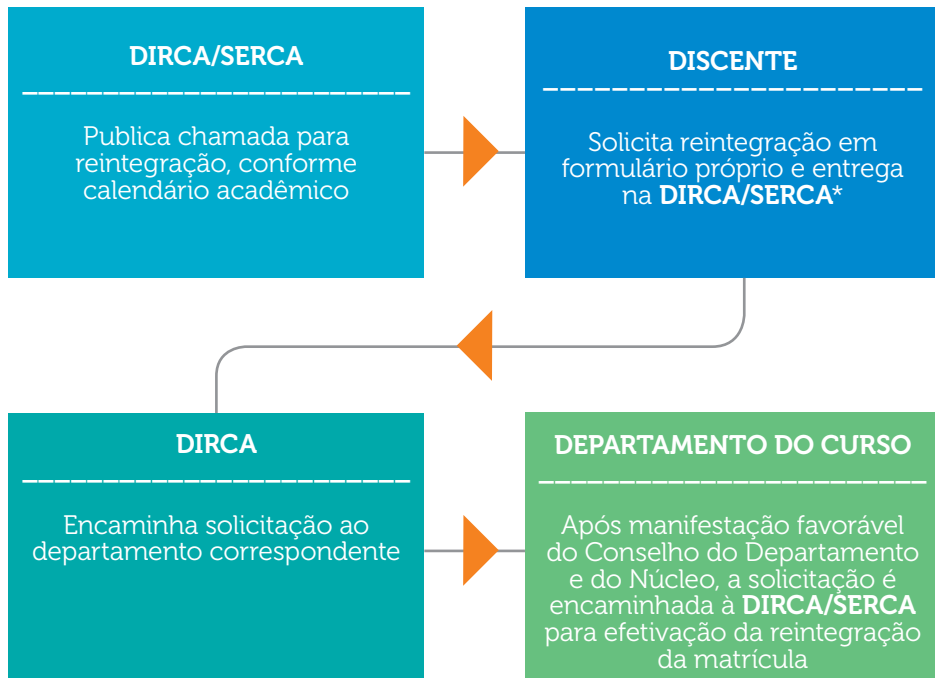 DIRCA/SERCA
Publica chamada para
reintegração, conforme
calendário acadêmico
DISCENTE
Solicita reintegração em
formulário próprio e entrega
na DIRCA/SERCA*
DIRCA
Encaminha solicitação ao
departamento correspondente
DEPARTAMENTO DO CURSO
Após manifestação favorável
do Conselho do Departamento
e do Núcleo, a solicitação é
encaminhada à DIRCA/SERCA
para efetivação da reintegração
da matrícula